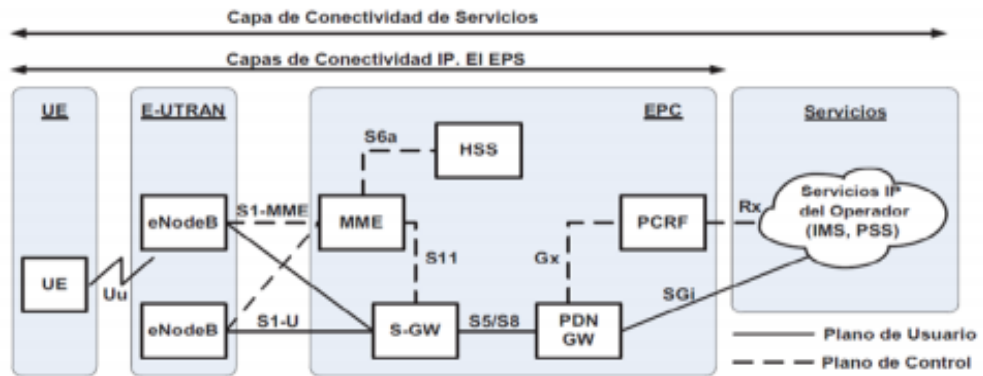 Capa de Conectividad de Servicios
Capas de Conectividad IP. El EPS
UE
E-UTRAN
EPC
Servicios
S6a
HSS
eNodeB
S1-MME
MME
PCRF
Rx
Servicios IP
del Operador
(IMS, PSS)
S11
Gx
UE
Uu
SGi
eNodeB
S1-U
S-GW
S5/S8
PDN
GW
Plano de Usuario
Plano de Control